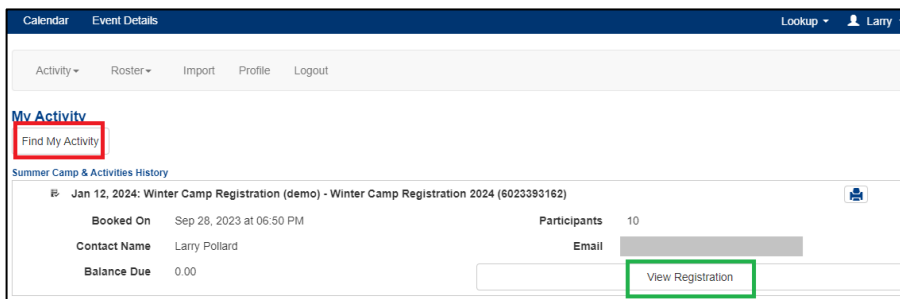 Calendar Event Details Lookup Larry
Activity Roster Import Profile Logout
My Activity
Find My Activity
Summer Camp & Activities History
Jan 12, 2024: Winter Camp Registration (demo) - Winter Camp Registration 2024 (6023393162)
Booked On Sep 28, 2023 at 06:50 PM Participants 10
Contact Name Larry Pollard Email
Balance Due 0.00 View Registration